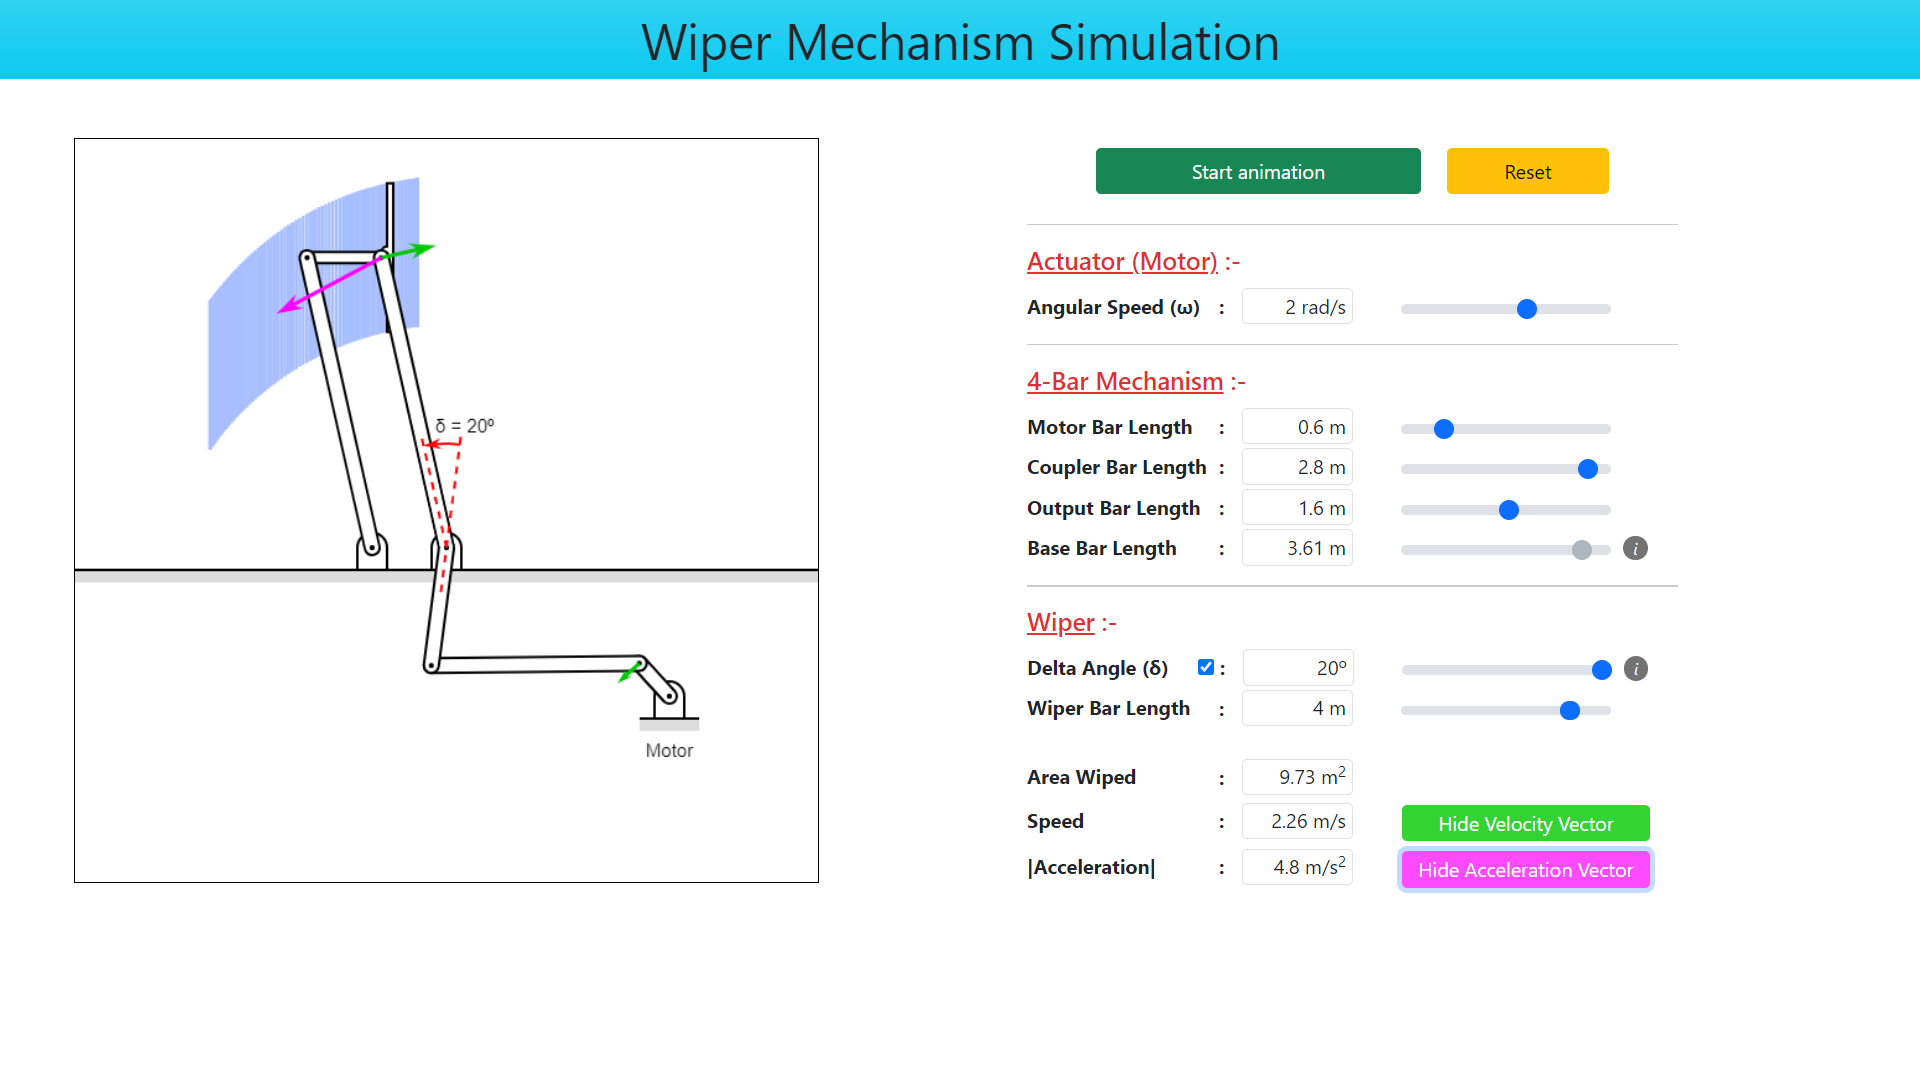 Wiper Mechanism Simulation
Start animation
Reset
Actuator (Motor) :-
Angular Speed (ω) : 2 rad/s
4-Bar Mechanism :-
Motor Bar Length : 0.6 m
Coupler Bar Length : 2.8 m
Output Bar Length : 1.6 m
Base Bar Length : 3.61 m i
Wiper :-
Delta Angle (δ) : 20º i
Wiper Bar Length : 4 m
Area Wiped : 9.73 m²
Speed : 2.26 m/s Hide Velocity Vector
|Acceleration| : 4.8 m/s² Hide Acceleration Vector
δ = 20º
Motor